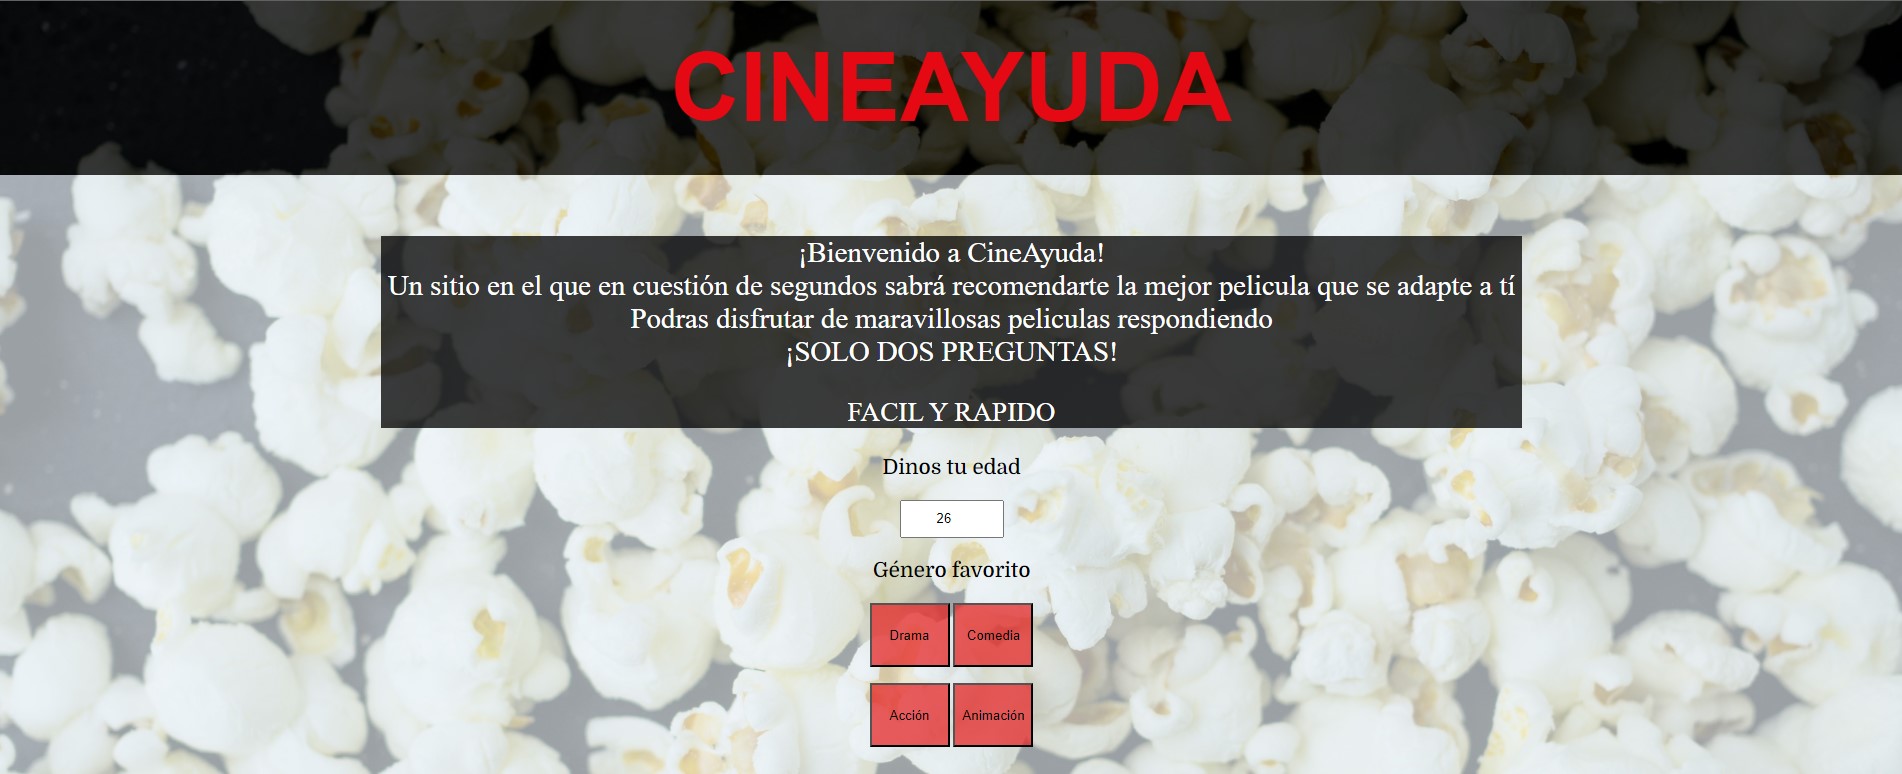 CINEAYUDA
¡Bienvenido a CineAyuda!
Un sitio en el que en cuestión de segundos sabrá recomendarte la mejor pelicula que se adapte a tí
Podras disfrutar de maravillosas peliculas respondiendo
¡SOLO DOS PREGUNTAS!
FACIL Y RAPIDO
Dinos tu edad
26
Género favorito
Drama Comedia
Acción Animación